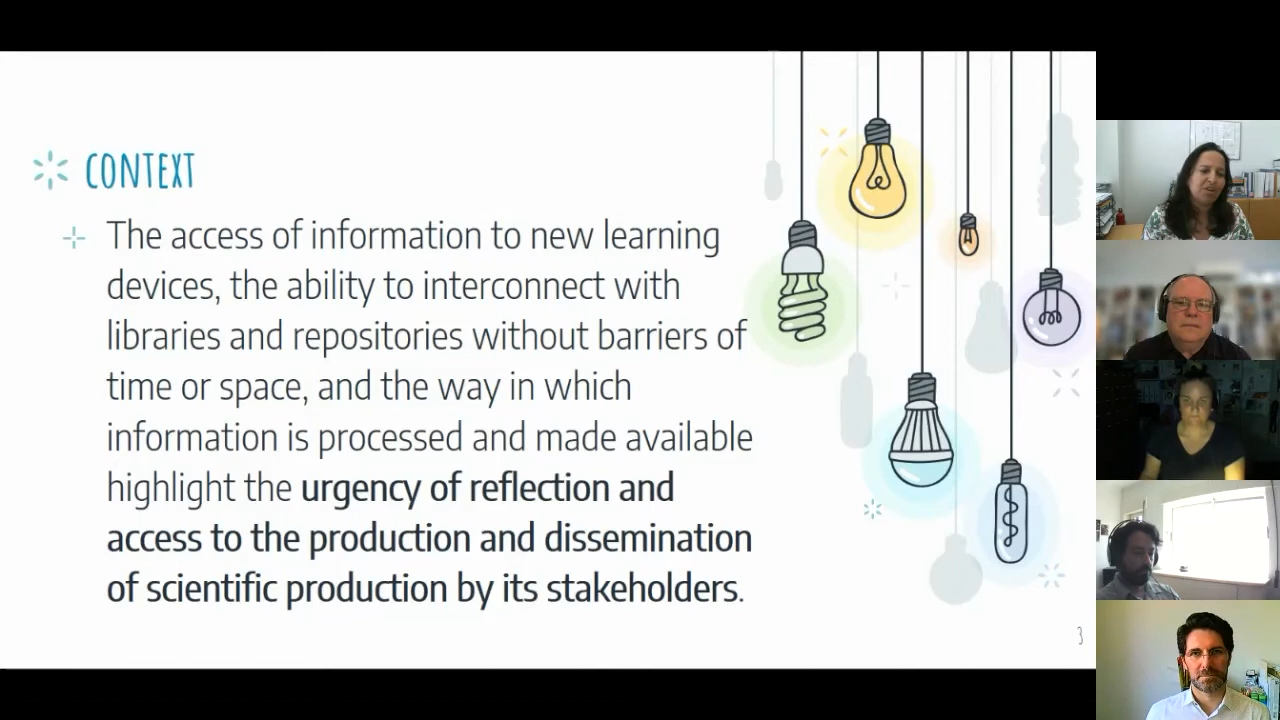 CONTEXT
The access of information to new learning
devices, the ability to interconnect with
libraries and repositories without barriers of
time or space, and the way in which
information is processed and made available
highlight the urgency of reflection and
access to the production and dissemination
of scientific production by its stakeholders.
3